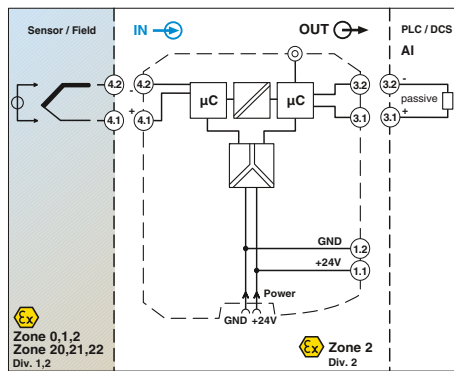 Sensor / Field
IN
OUT
PLC / DCS
AI
4.2
-
4.2
µC
µC
3.2
3.2
-
passive
4.1
+
4.1
3.1
3.1
+
GND
1.2
+24V
1.1
Power
GND +24V
Ex
Zone 0,1,2
Zone 20,21,22
Div. 1,2
Ex
Zone 2
Div. 2